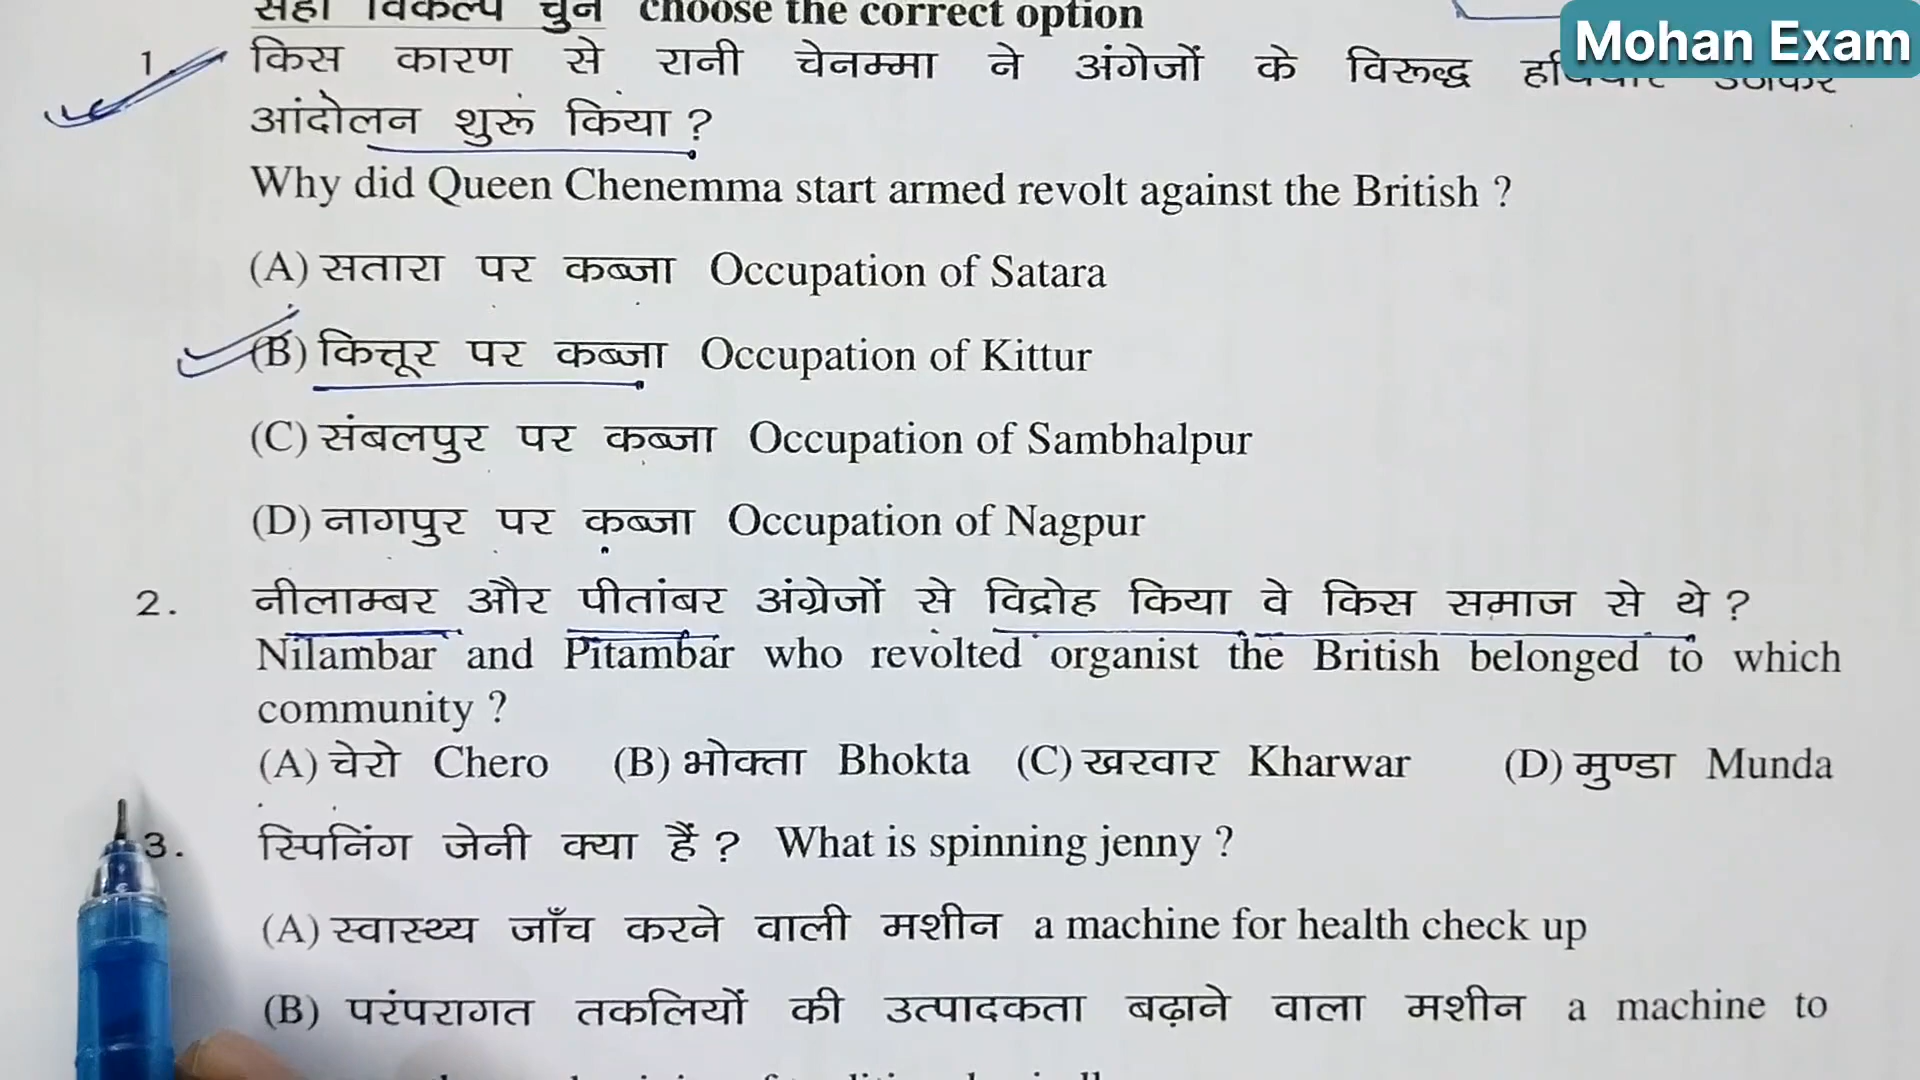 सही विकल्प चुनें choose the correct option
Mohan Exam
1. किस कारण से रानी चेनम्मा ने अंगेजों के विरूद्ध
आंदोलन शुरू किया ?
Why did Queen Chenemma start armed revolt against the British ?
(A) सतारा पर कब्जा Occupation of Satara
(B) कित्तूर पर कब्जा Occupation of Kittur
(C) संबलपुर पर कब्जा Occupation of Sambhalpur
(D) नागपुर पर कब्जा Occupation of Nagpur
2. नीलाम्बर और पीतांबर अंग्रेजों से विद्रोह किया वे किस समाज से थे ?
Nilambar and Pitambar who revolted organist the British belonged to which
community ?
(A) चेरो Chero (B) भोक्ता Bhokta (C) खरवार Kharwar (D) मुण्डा Munda
3. स्पिनिंग जेनी क्या हैं ? What is spinning jenny ?
(A) स्वास्थ्य जाँच करने वाली मशीन a machine for health check up
(B) परंपरागत तकलियों की उत्पादकता बढ़ाने वाला मशीन a machine to